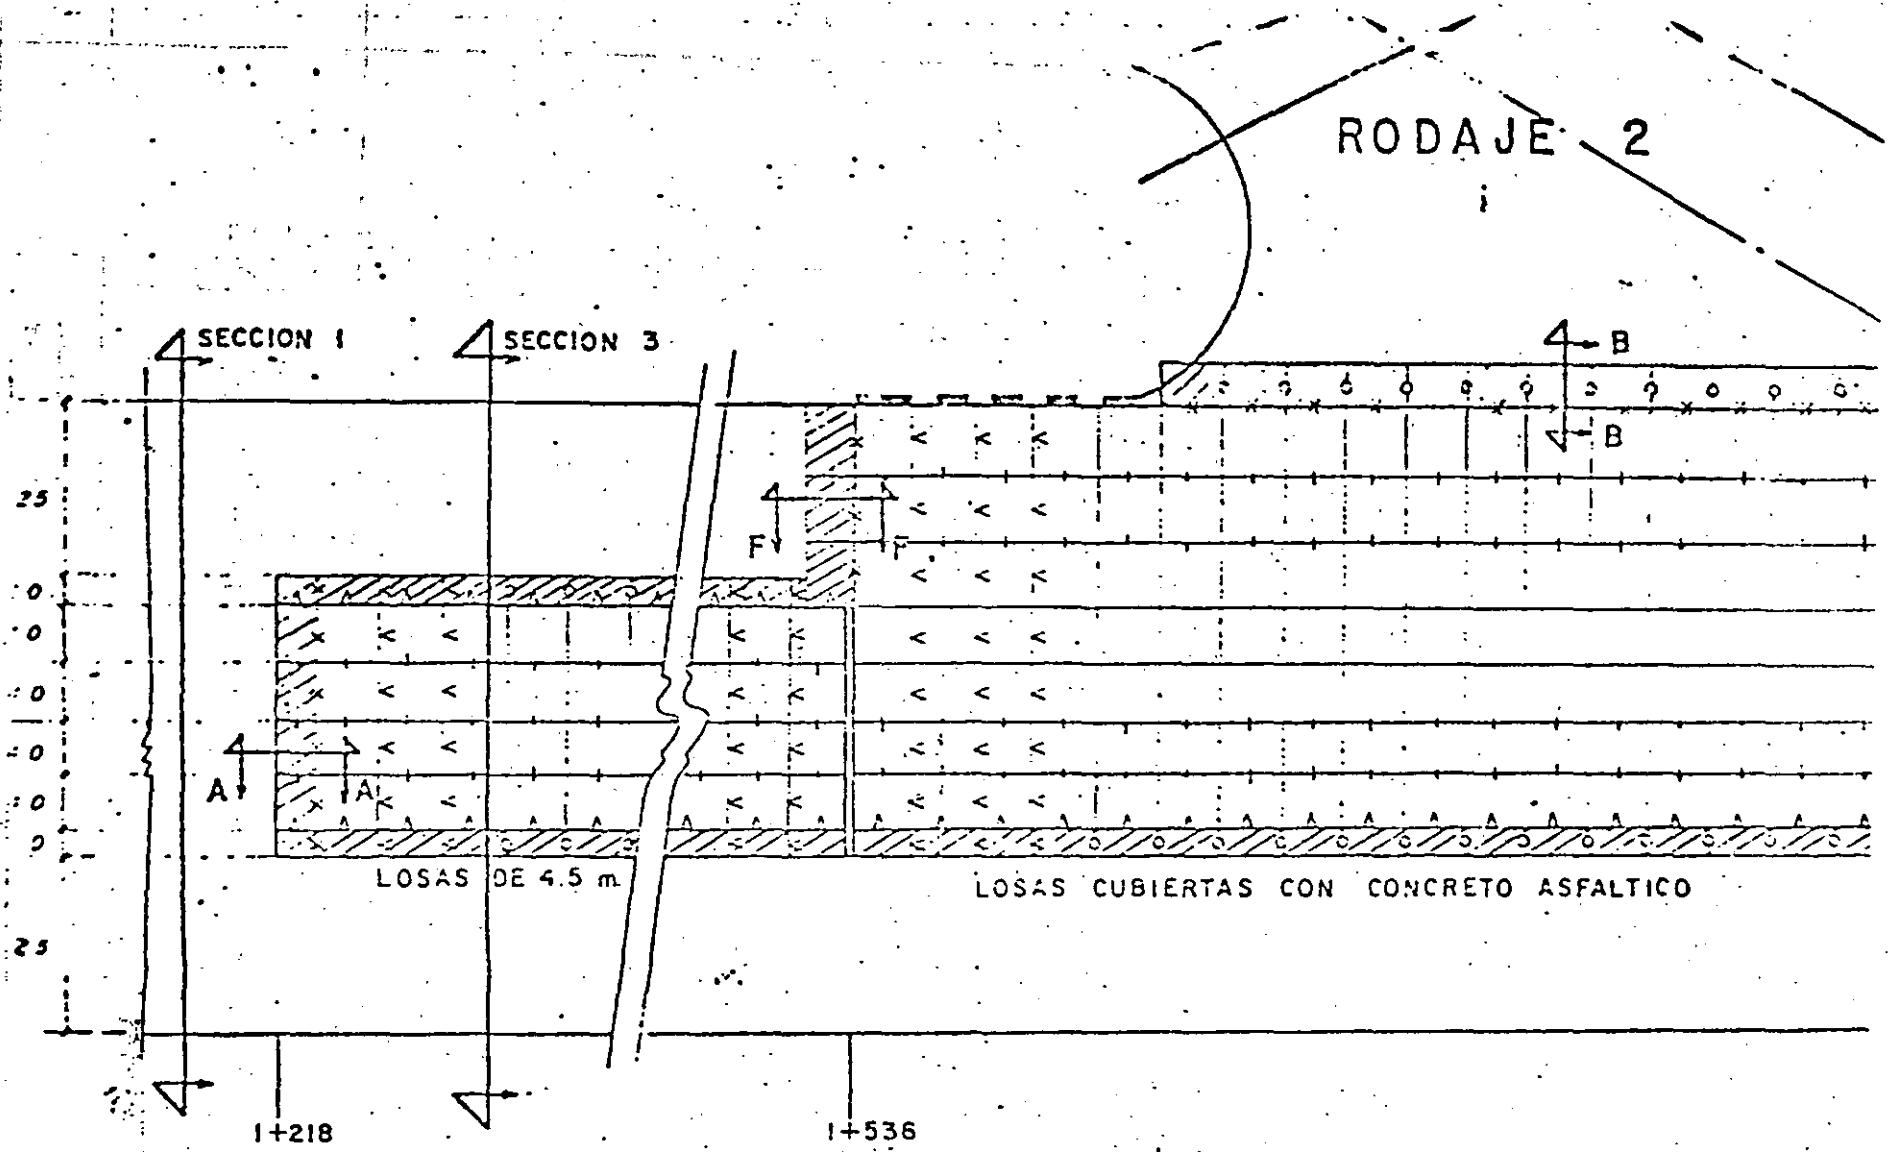 RODAJE 2
SECCION 1
SECCION 3
B
B
25
F
F
A
A
LOSAS DE 4.5 m
LOSAS CUBIERTAS CON CONCRETO ASFALTICO
25
1+218
1+536